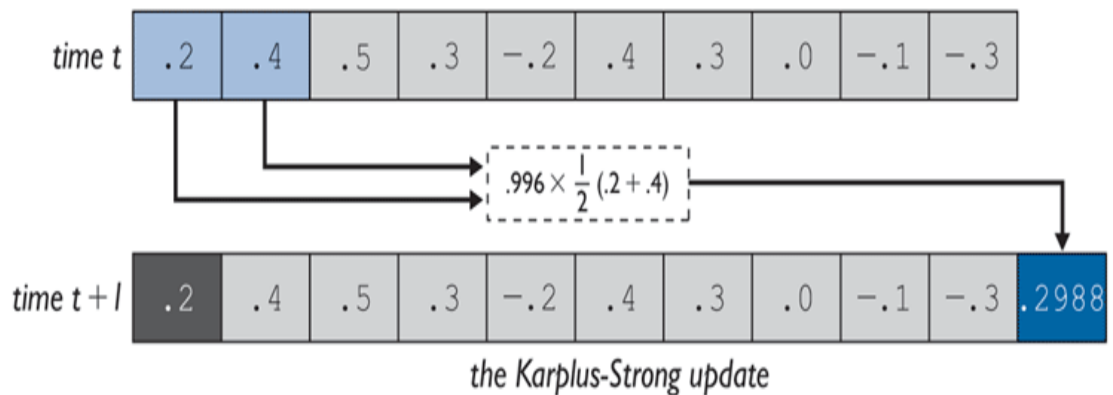 time t .2 .4 .5 .3 −.2 .4 .3 .0 −.1 −.3
.996 × 1/2 (.2 + .4)
time t + 1 .2 .4 .5 .3 −.2 .4 .3 .0 −.1 −.3 .2988
the Karplus-Strong update